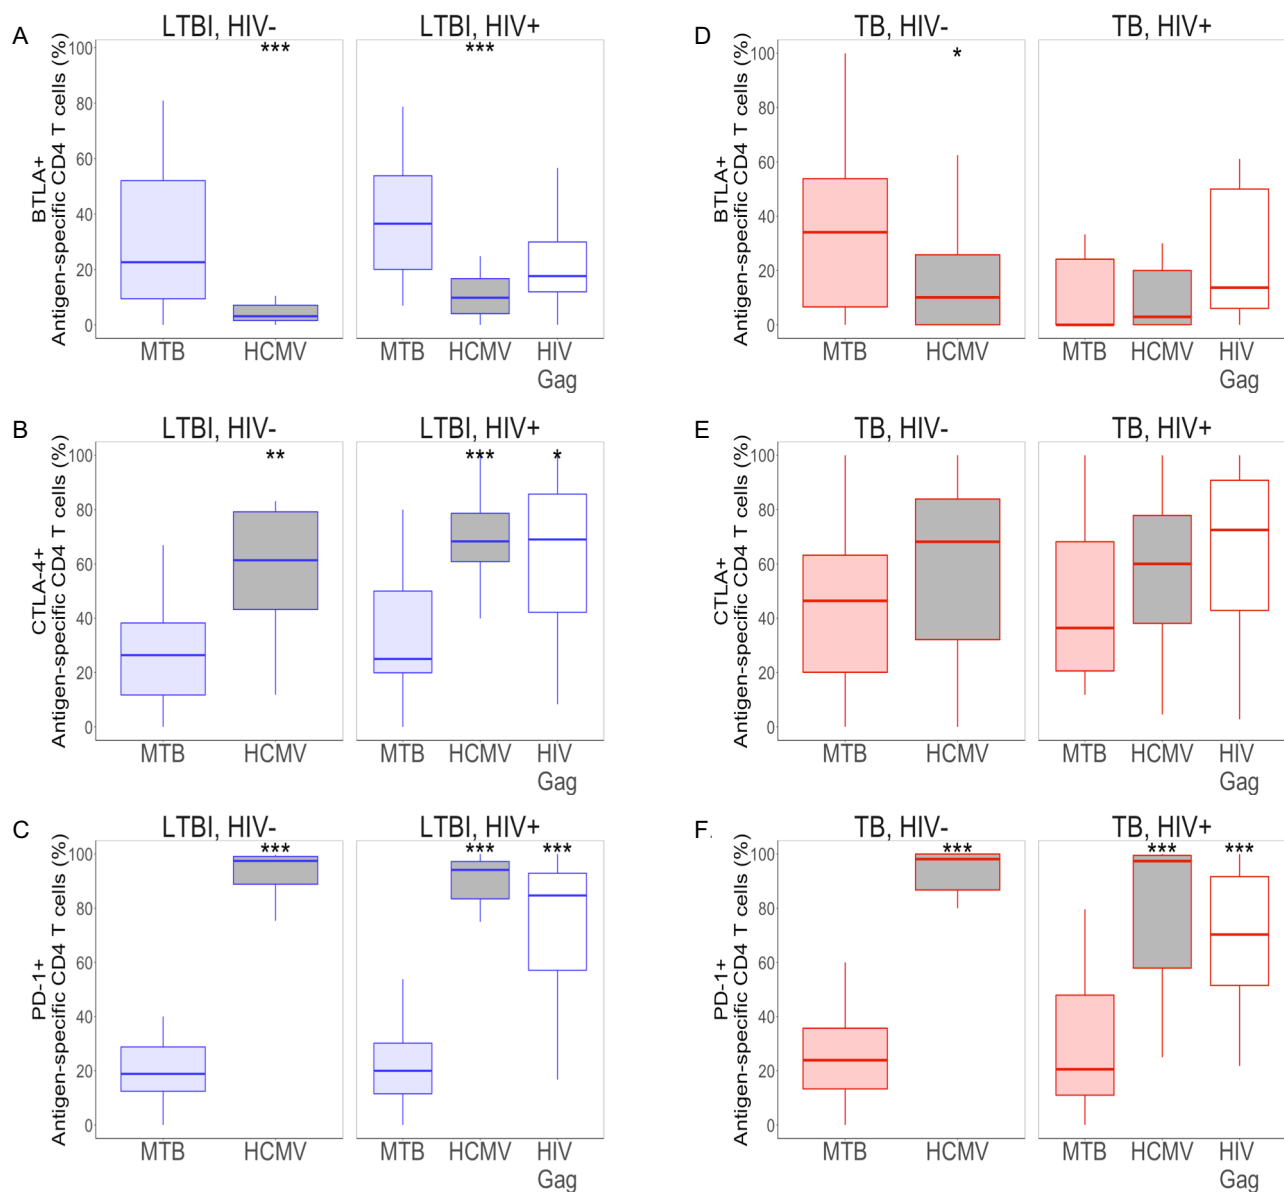 A
LTBI, HIV-
LTBI, HIV+
BTLA+
Antigen-specific CD4 T cells (%)
100
80
60
40
20
0
***
***
MTB
HCMV
MTB
HCMV
HIV
Gag
D
TB, HIV-
TB, HIV+
BTLA+
Antigen-specific CD4 T cells (%)
100
80
60
40
20
0
*
MTB
HCMV
MTB
HCMV
HIV
Gag
B
LTBI, HIV-
LTBI, HIV+
CTLA-4+
Antigen-specific CD4 T cells (%)
100
80
60
40
20
0
**
***
*
MTB
HCMV
MTB
HCMV
HIV
Gag
E
TB, HIV-
TB, HIV+
CTLA+
Antigen-specific CD4 T cells (%)
100
80
60
40
20
0
MTB
HCMV
MTB
HCMV
HIV
Gag
C
LTBI, HIV-
LTBI, HIV+
PD-1+
Antigen-specific CD4 T cells (%)
100
80
60
40
20
0
***
***
***
MTB
HCMV
MTB
HCMV
HIV
Gag
F.
TB, HIV-
TB, HIV+
PD-1+
Antigen-specific CD4 T cells (%)
100
80
60
40
20
0
***
***
***
MTB
HCMV
MTB
HCMV
HIV
Gag